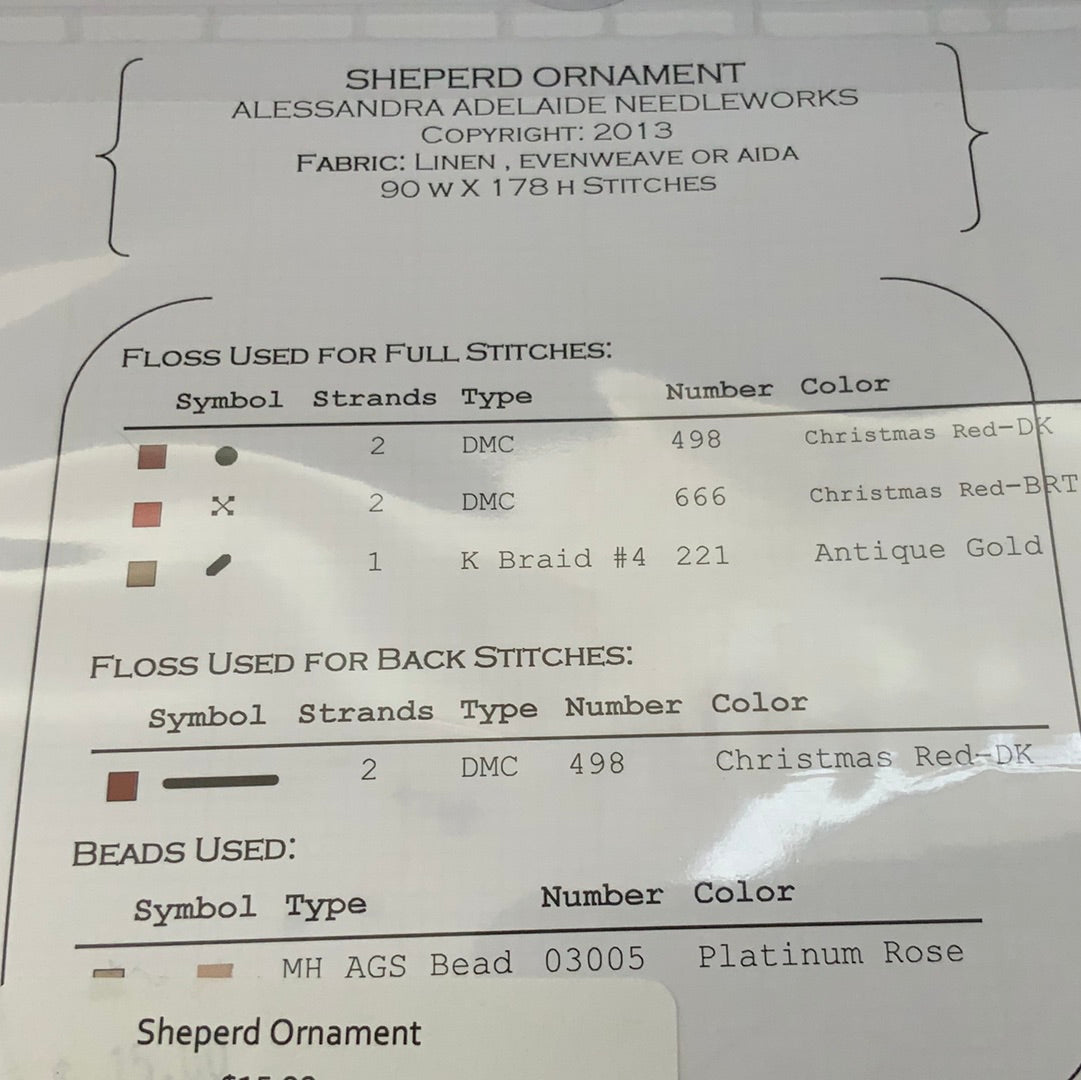 SHEPERD ORNAMENT
ALESSANDRA ADELAIDE NEEDLEWORKS
COPYRIGHT: 2013
FABRIC: LINEN , EVENWEAVE OR AIDA
90 W X 178 H STITCHES
FLOSS USED FOR FULL STITCHES:
Symbol Strands Type Number Color
2 DMC 498 Christmas Red-DK
2 DMC 666 Christmas Red-BRT
1 K Braid #4 221 Antique Gold
FLOSS USED FOR BACK STITCHES:
Symbol Strands Type Number Color
2 DMC 498 Christmas Red-DK
BEADS USED:
Symbol Type Number Color
MH AGS Bead 03005 Platinum Rose
Sheperd Ornament